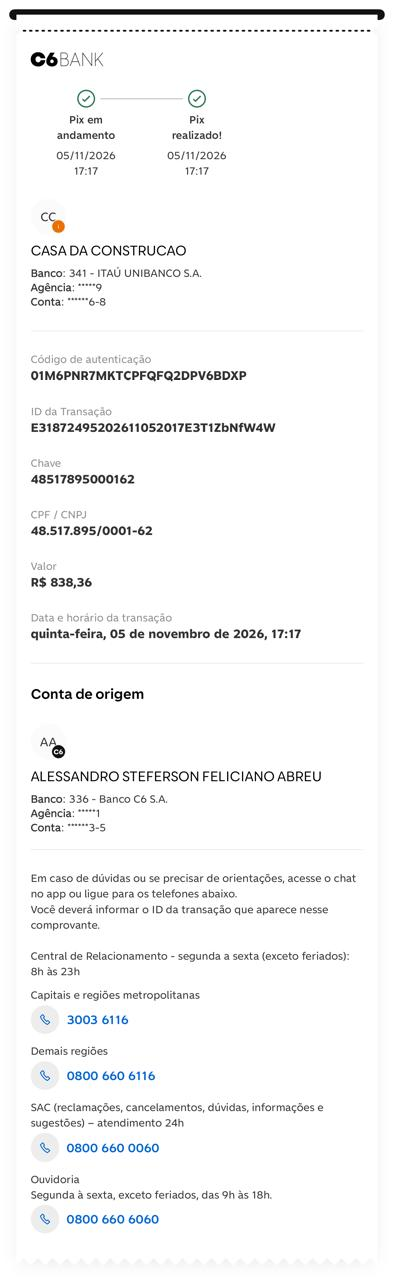 C6BANK
Pix em
andamento
05/11/2026
17:17
Pix
realizado!
05/11/2026
17:17
CC
CASA DA CONSTRUCAO
Banco: 341 - ITAÚ UNIBANCO S.A.
Agência: *****9
Conta: ******6-8
Código de autenticação
01M6PNR7MKTCPFQFQ2DPV6BDXP
ID da Transação
E31872495202611052017E3T1ZbNfW4W
Chave
48517895000162
CPF / CNPJ
48.517.895/0001-62
Valor
R$ 838,36
Data e horário da transação
quinta-feira, 05 de novembro de 2026, 17:17
Conta de origem
AA
C6
ALESSANDRO STEFERSON FELICIANO ABREU
Banco: 336 - Banco C6 S.A.
Agência: *****1
Conta: ******3-5
Em caso de dúvidas ou se precisar de orientações, acesse o chat
no app ou ligue para os telefones abaixo.
Você deverá informar o ID da transação que aparece nesse
comprovante.
Central de Relacionamento - segunda a sexta (exceto feriados):
8h às 23h
Capitais e regiões metropolitanas
3003 6116
Demais regiões
0800 660 6116
SAC (reclamações, cancelamentos, dúvidas, informações e
sugestões) – atendimento 24h
0800 660 0060
Ouvidoria
Segunda à sexta, exceto feriados, das 9h às 18h.
0800 660 6060